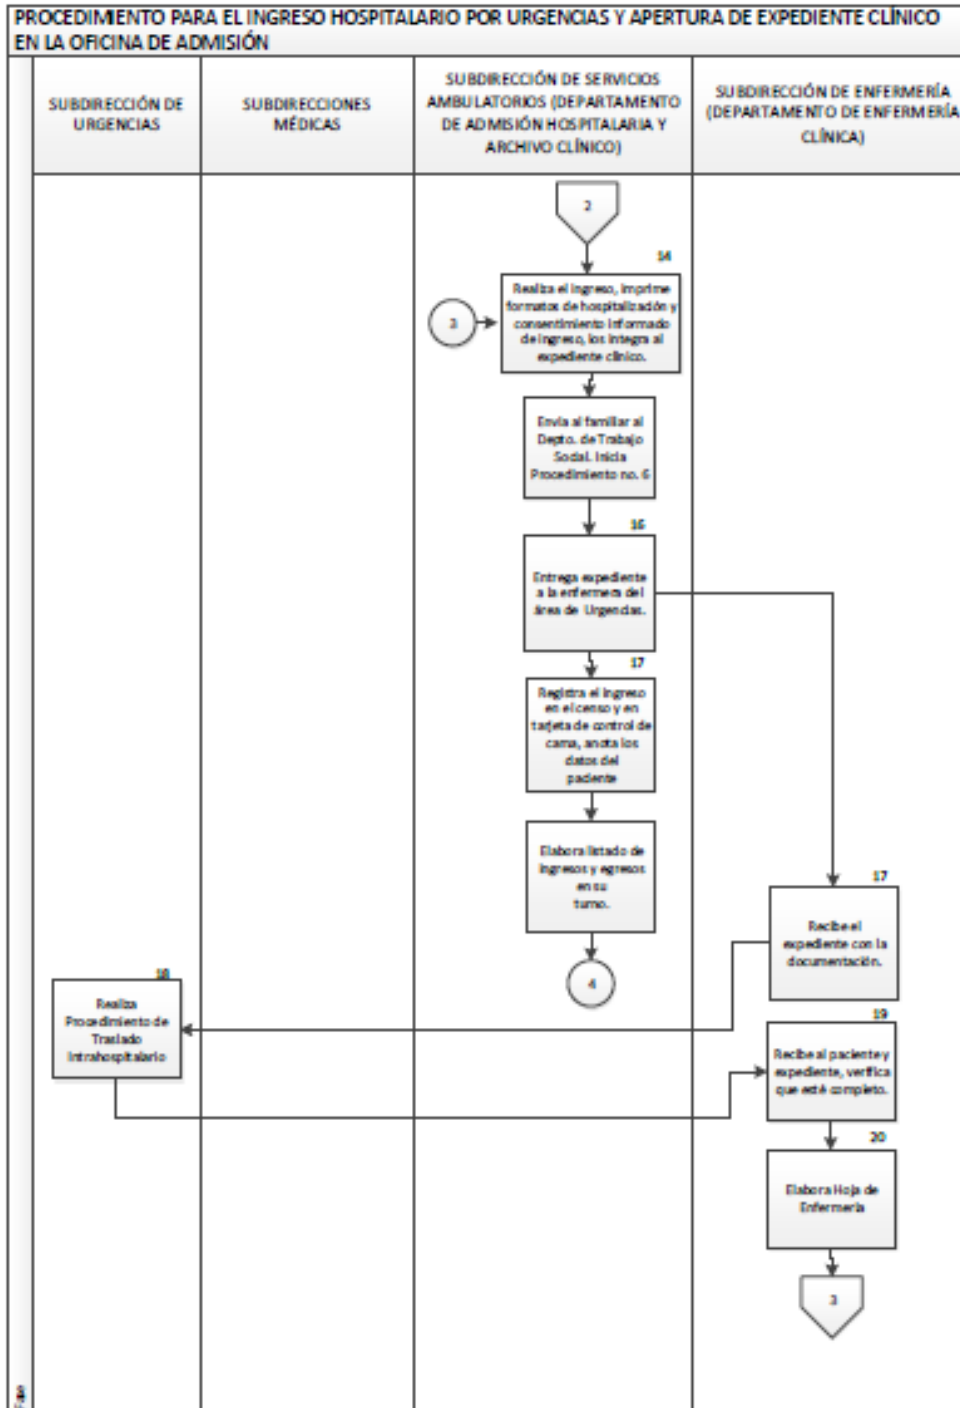 PROCEDIMIENTO PARA EL INGRESO HOSPITALARIO POR URGENCIAS Y APERTURA DE EXPEDIENTE CLÍNICO
EN LA OFICINA DE ADMISIÓN
SUBDIRECCIÓN DE
URGENCIAS
SUBDIRECCIONES
MÉDICAS
SUBDIRECCIÓN DE SERVICIOS
AMBULATORIOS (DEPARTAMENTO
DE ADMISIÓN HOSPITALARIA Y
ARCHIVO CLÍNICO)
SUBDIRECCIÓN DE ENFERMERÍA
(DEPARTAMENTO DE ENFERMERÍA
CLÍNICA)
2
14
3
Realiza el ingreso, imprime
formatos de hospitalización y
consentimiento informado
de ingreso, los integra al
expediente clínico.
Envía al familiar al
Depto. de Trabajo
Social. Inicia
Procedimiento no. 6
16
Entrega expediente
a la enfermera del
área de Urgencias.
17
Registra el ingreso
en el censo y en
tarjeta de control de
cama, anota los
datos del
paciente
Elabora listado de
ingresos y egresos
en su
turno.
4
17
Recibe el
expediente con la
documentación.
18
Realiza
Procedimiento de
Traslado
Intrahospitalario
19
Recibe al paciente y
expediente, verifica
que esté completo.
20
Elabora Hoja de
Enfermería
3
Fase